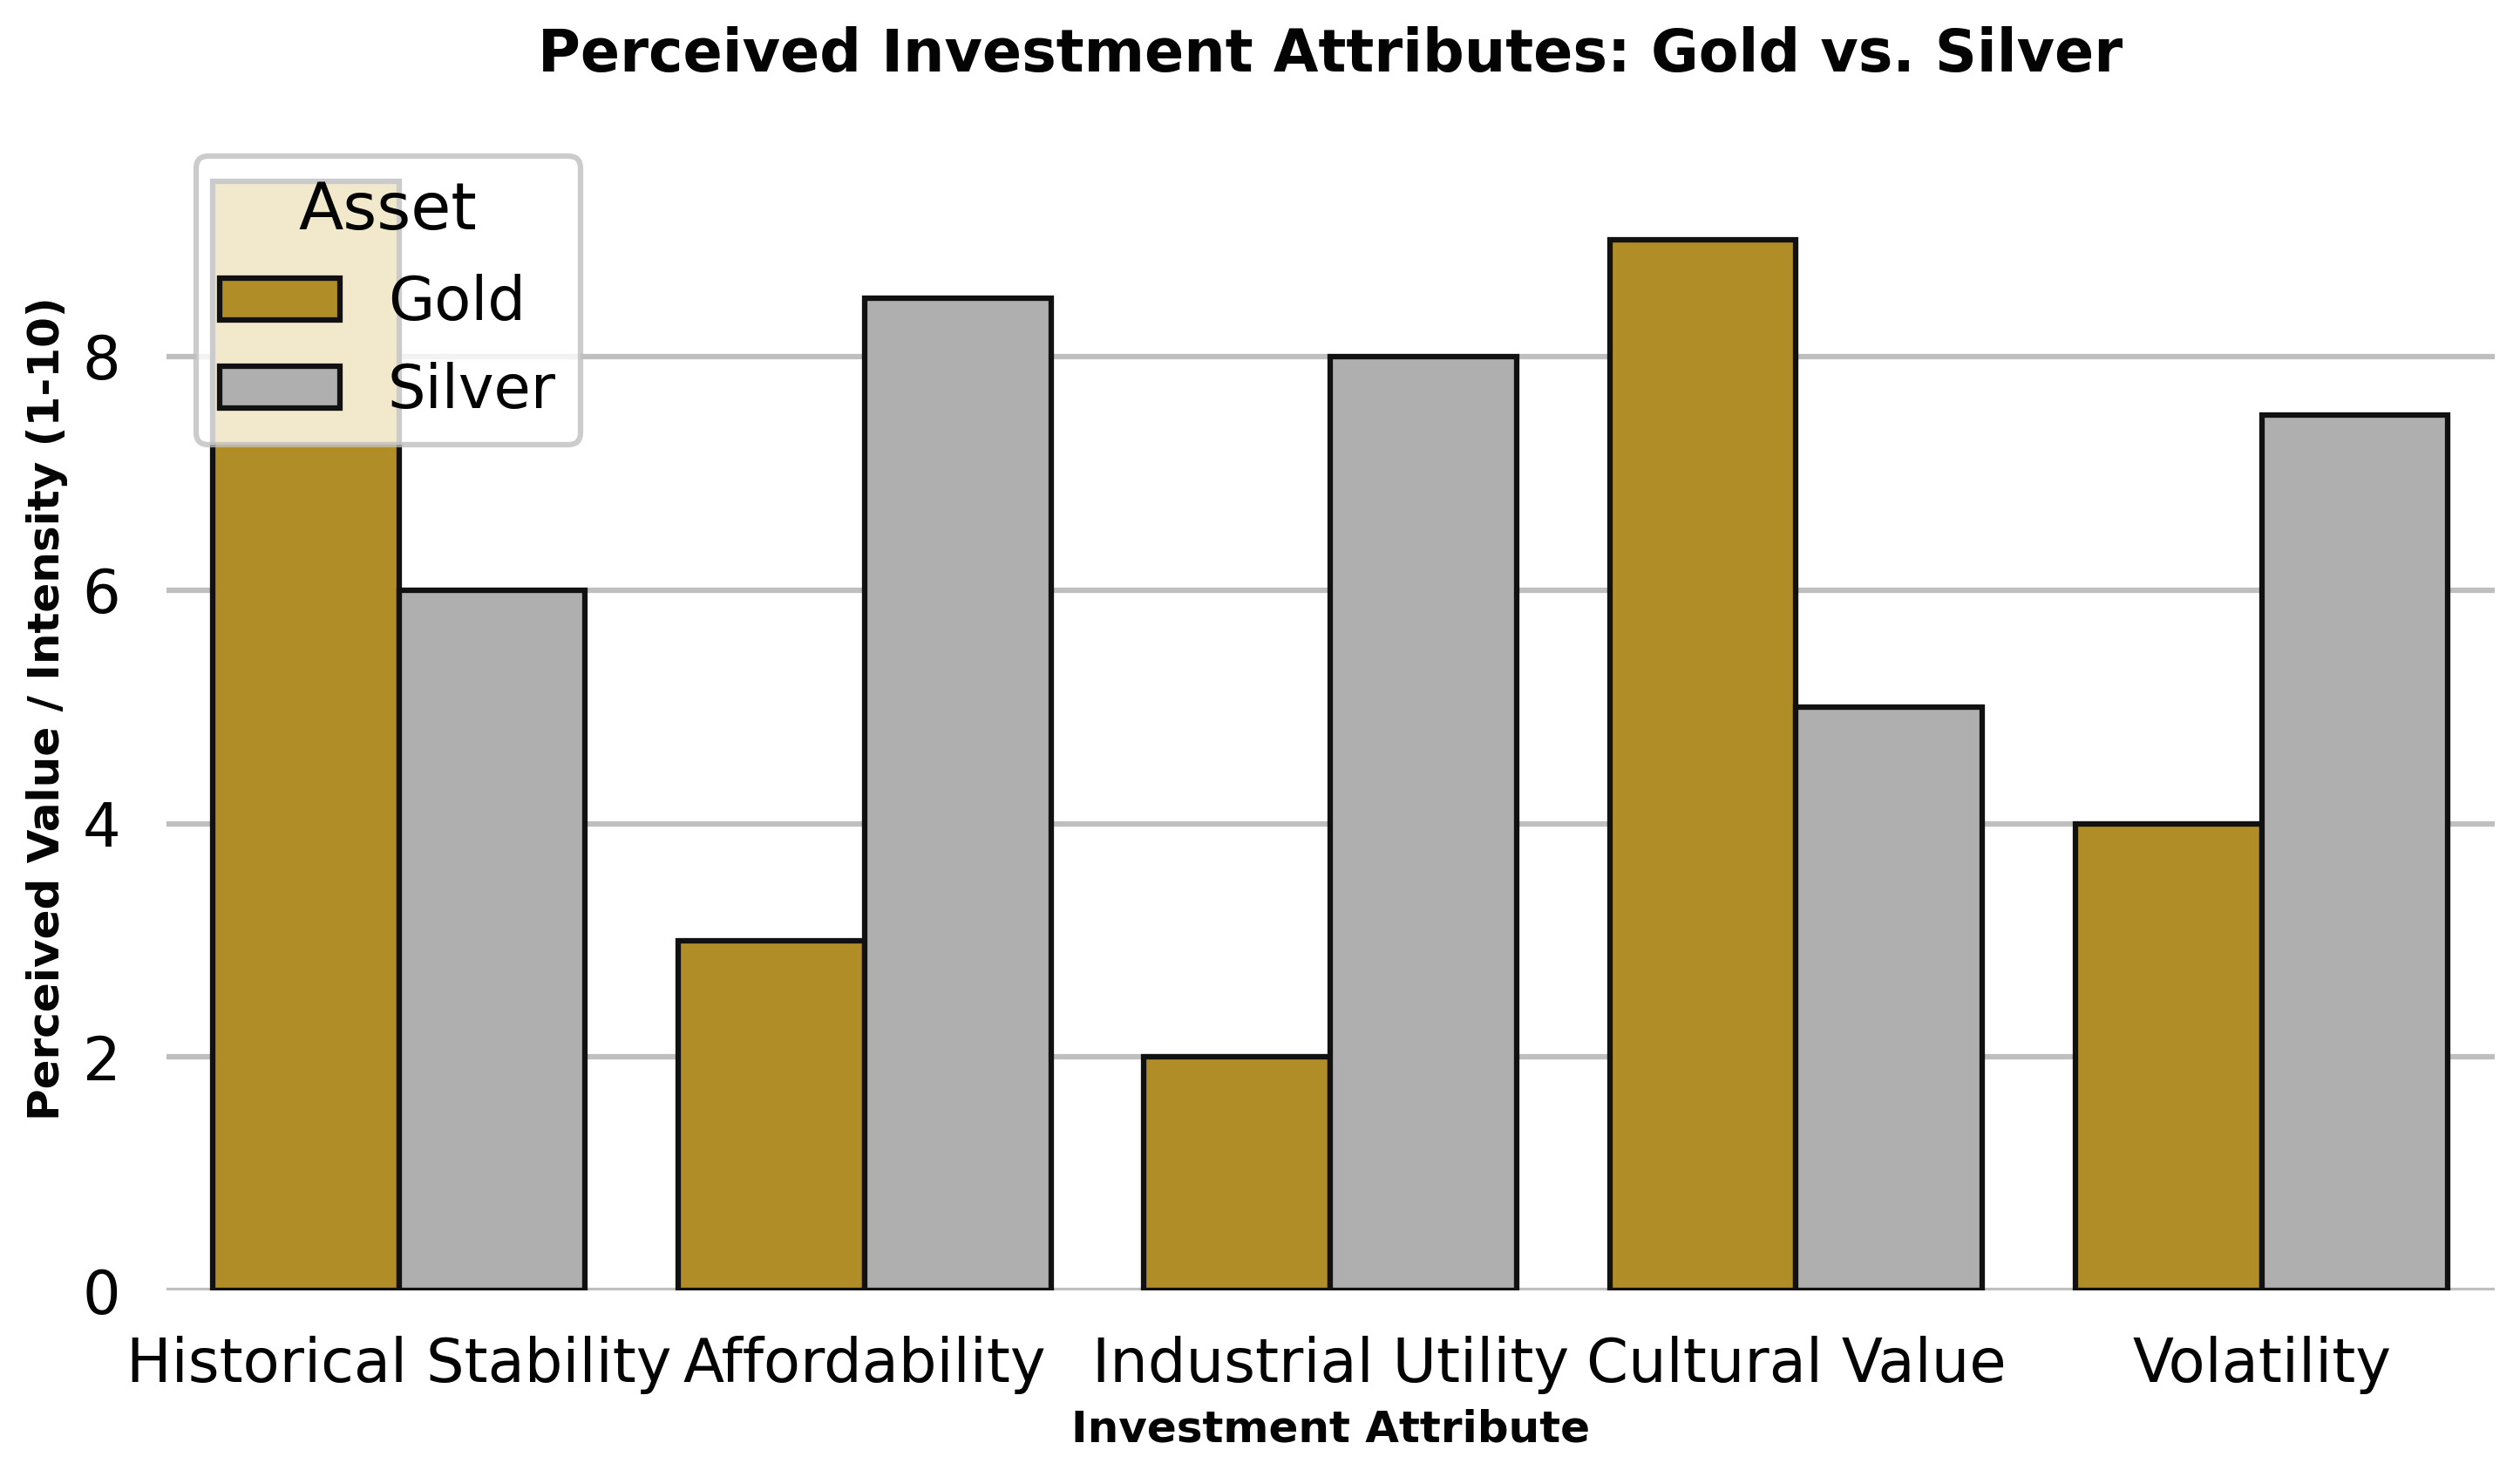 Perceived Investment Attributes: Gold vs. Silver
Asset
Gold
Silver
Perceived Value / Intensity (1-10)
8
6
4
2
0
Historical Stability Affordability Industrial Utility Cultural Value Volatility
Investment Attribute